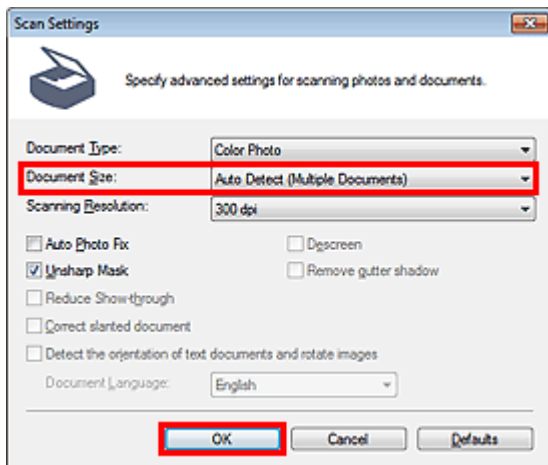 Scan Settings
Specify advanced settings for scanning photos and documents.
Document Type: Color Photo
Document Size: Auto Detect (Multiple Documents)
Scanning Resolution: 300 dpi
Auto Photo Fix Descreen
Unsharp Mask Remove gutter shadow
Reduce Show-through
Correct slanted document
Detect the orientation of text documents and rotate images
Document Language: English
OK Cancel Defaults